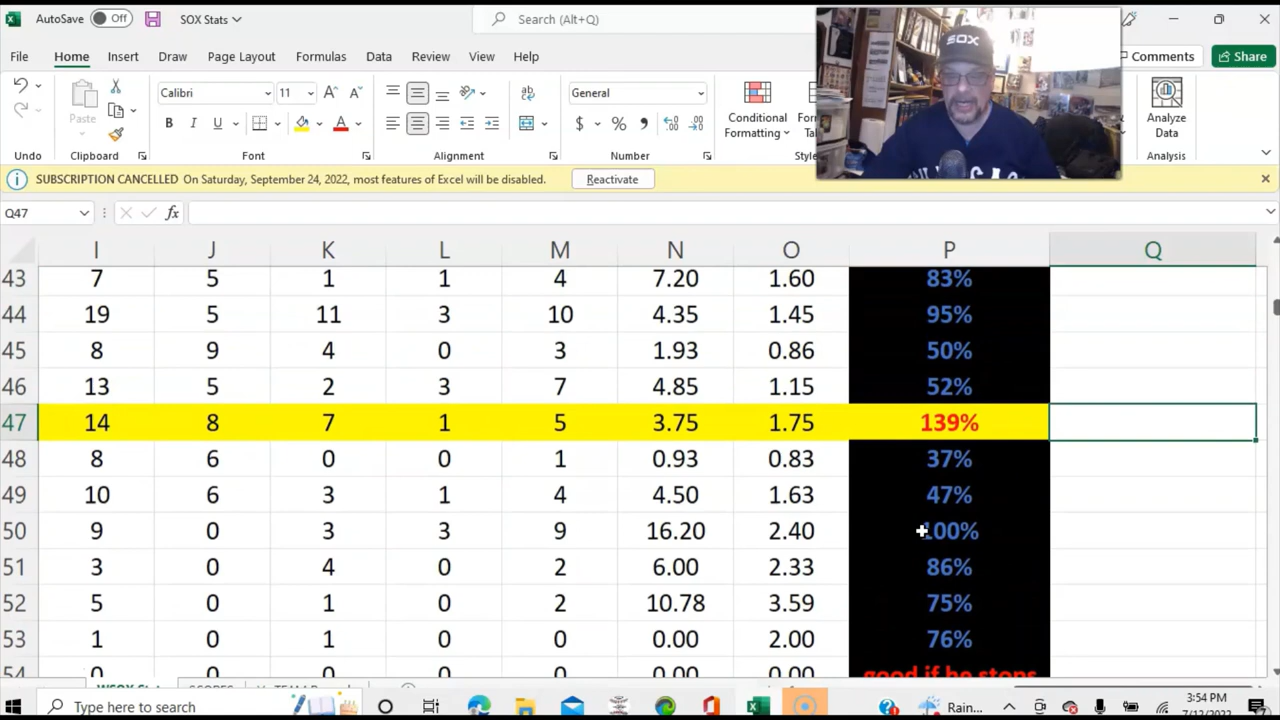 AutoSave Off SOX Stats Search (Alt+Q)
SOX
File Home Insert Draw Page Layout Formulas Data Review View Help Comments Share
Calibri 11 General
Paste Conditional Formatting Analyze Data
Undo Clipboard Font Alignment Number Analysis
SUBSCRIPTION CANCELLED On Saturday, September 24, 2022, most features of Excel will be disabled. Reactivate
Q47 fx
I J K L M N O P Q
43 7 5 1 1 4 7.20 1.60 83%
44 19 5 11 3 10 4.35 1.45 95%
45 8 9 4 0 3 1.93 0.86 50%
46 13 5 2 3 7 4.85 1.15 52%
47 14 8 7 1 5 3.75 1.75 139%
48 8 6 0 0 1 0.93 0.83 37%
49 10 6 3 1 4 4.50 1.63 47%
50 9 0 3 3 9 16.20 2.40 100%
51 3 0 4 0 2 6.00 2.33 86%
52 5 0 1 0 2 10.78 3.59 75%
53 1 0 1 0 0 0.00 2.00 76%
54 0 0 0 0 0 0.00 0.00 good if he stops
Type here to search Rain... 3:54 PM